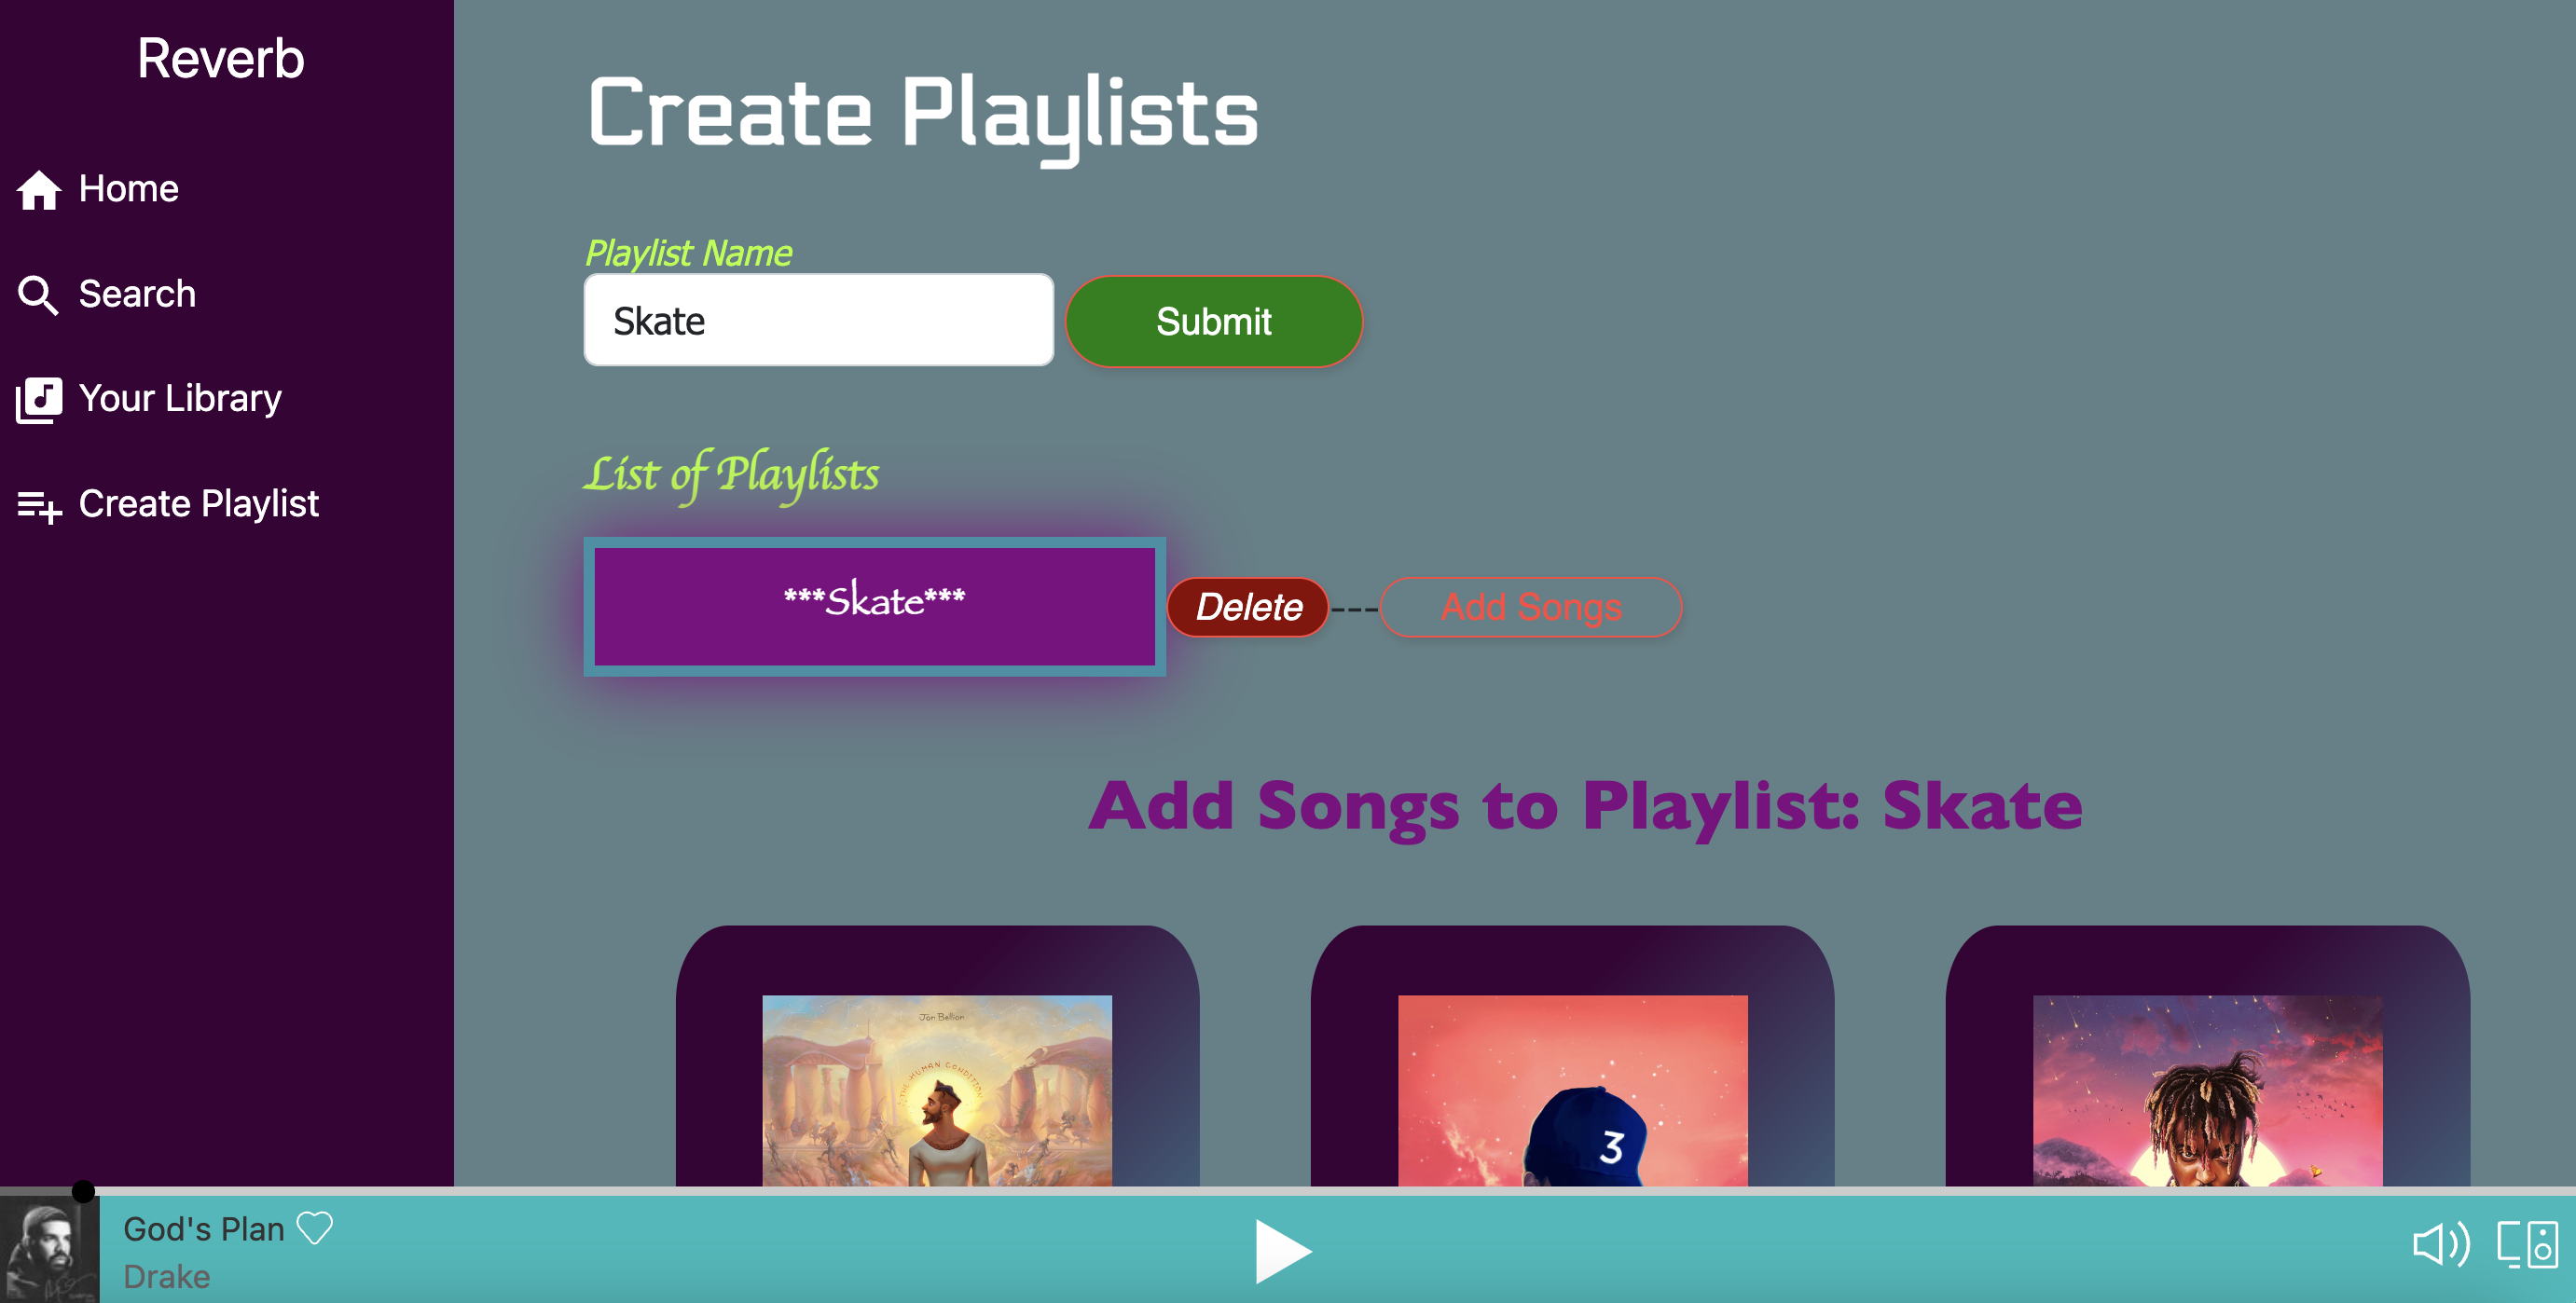 Reverb
Home
Search
Your Library
Create Playlist
Create Playlists
Playlist Name
Skate
Submit
List of Playlists
***Skate***
Delete
---
Add Songs
Add Songs to Playlist: Skate
Jon Bellion
THE HUMAN CONDITION
3
God's Plan
Drake